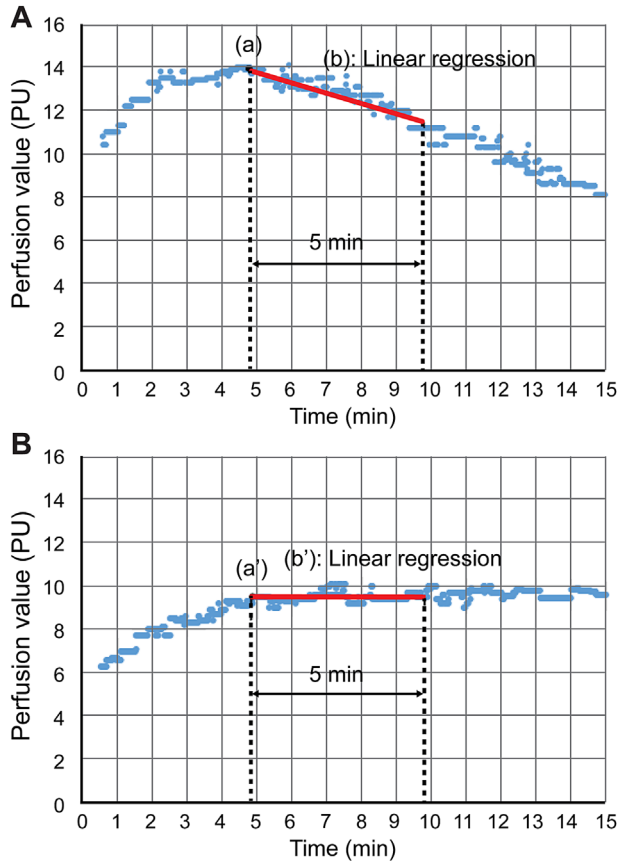 A
16
(a)
(b): Linear regression
14
12
10
8
6
5 min
4
2
0
0 1 2 3 4 5 6 7 8 9 10 11 12 13 14 15
Perfusion value (PU)
Time (min)
B
16
14
12
(b’): Linear regression
(a’)
10
8
6
5 min
4
2
0
0 1 2 3 4 5 6 7 8 9 10 11 12 13 14 15
Perfusion value (PU)
Time (min)